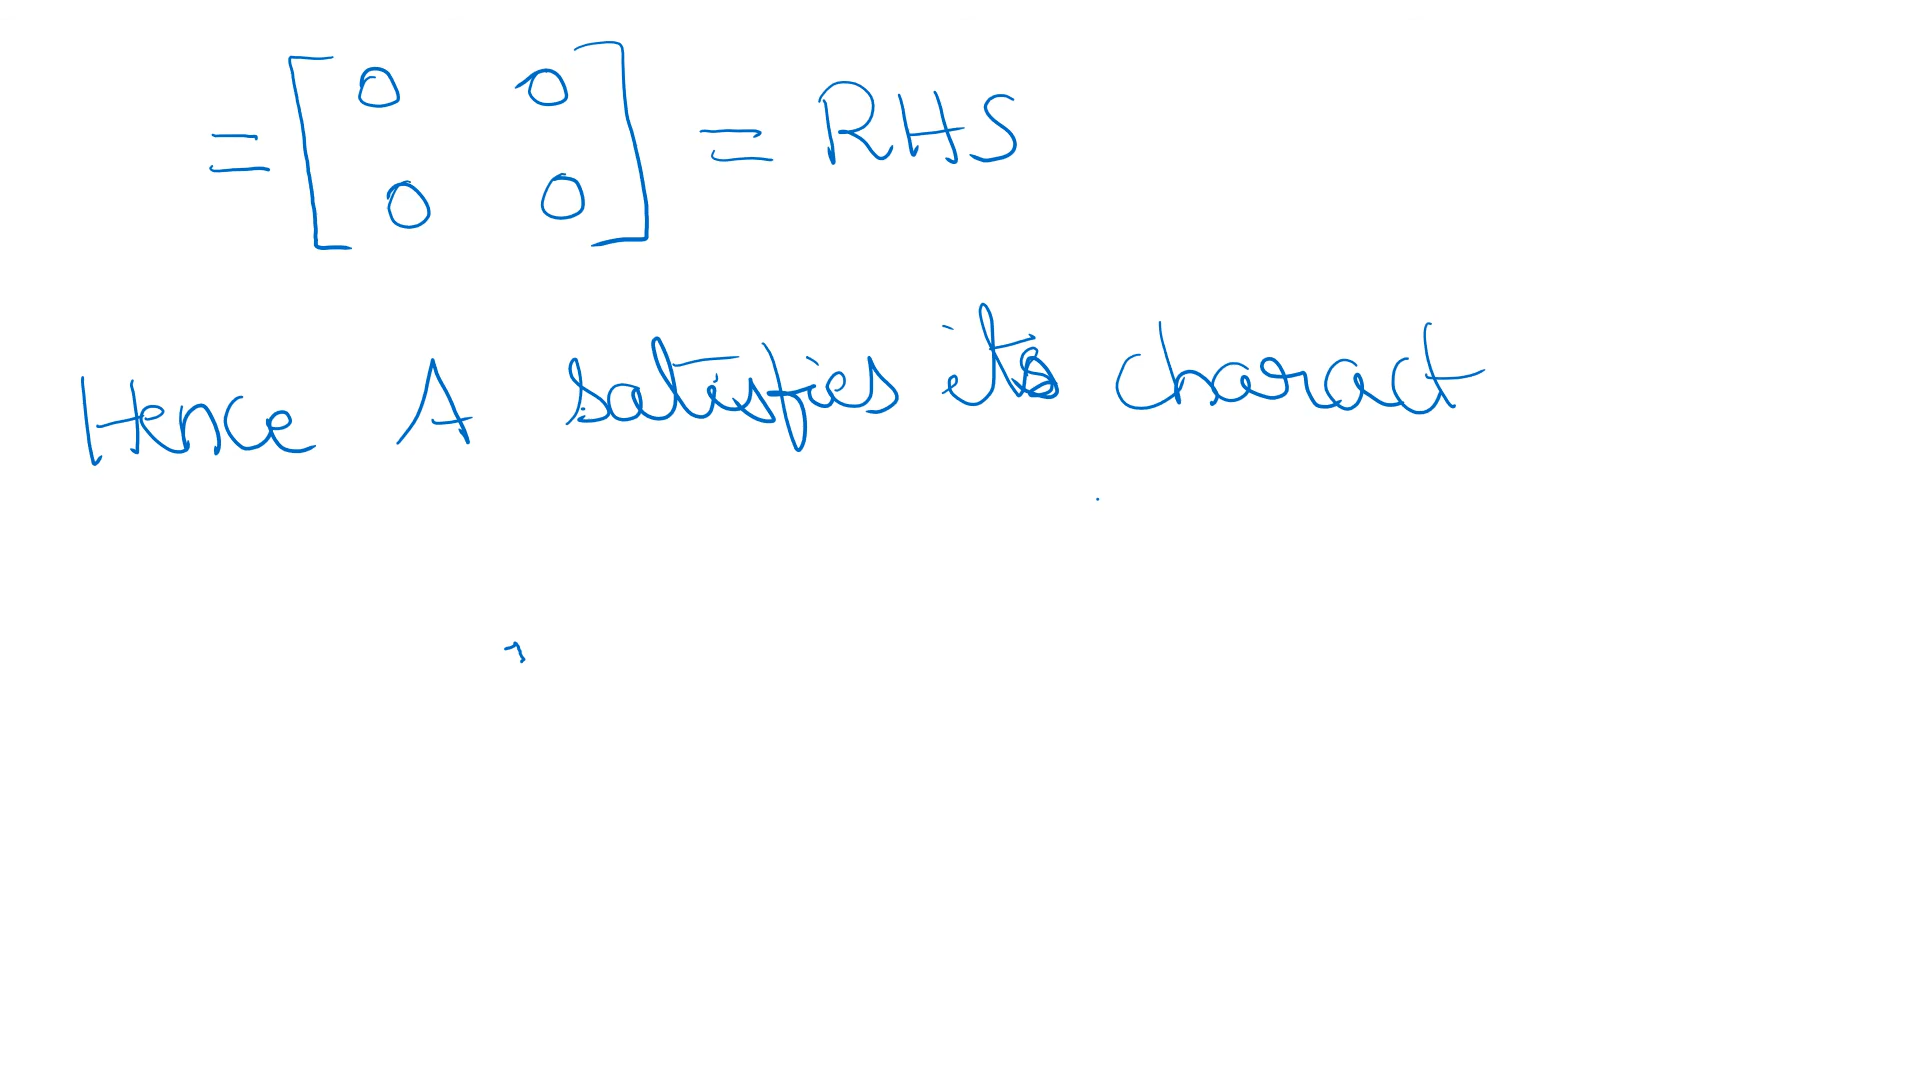 = [0 0
0 0] = RHS
Hence A satisfies its charact